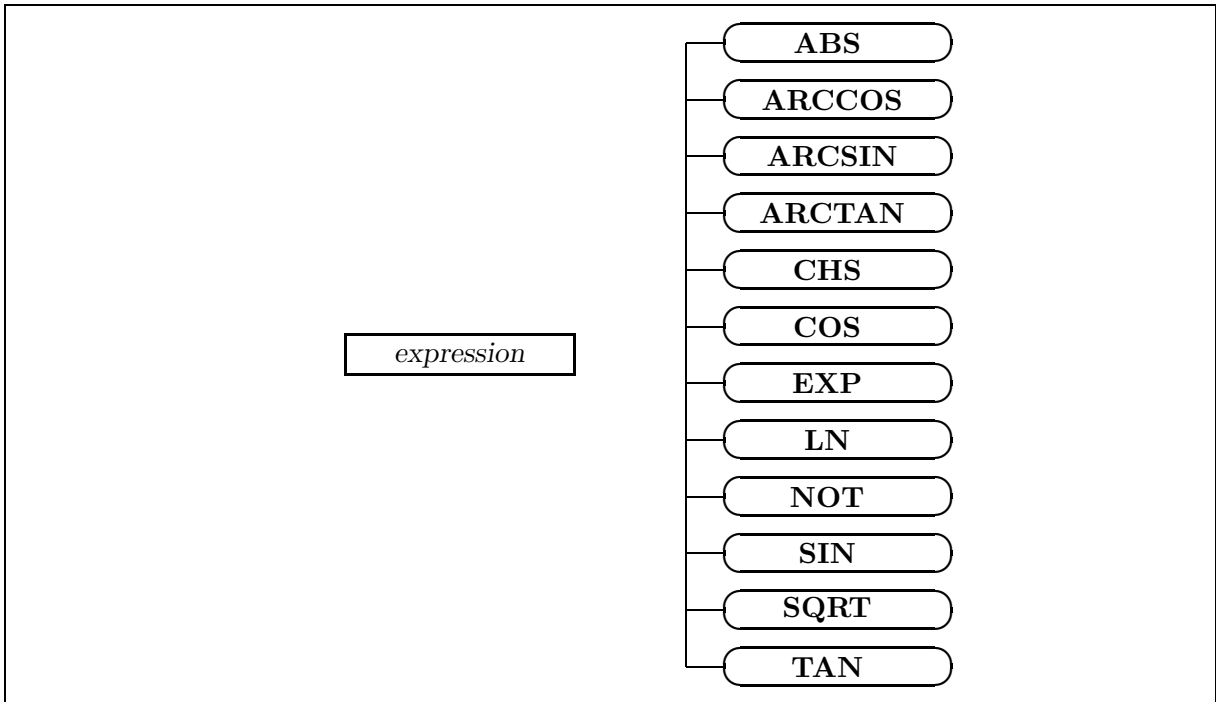 expression
ABS
ARCCOS
ARCSIN
ARCTAN
CHS
COS
EXP
LN
NOT
SIN
SQRT
TAN